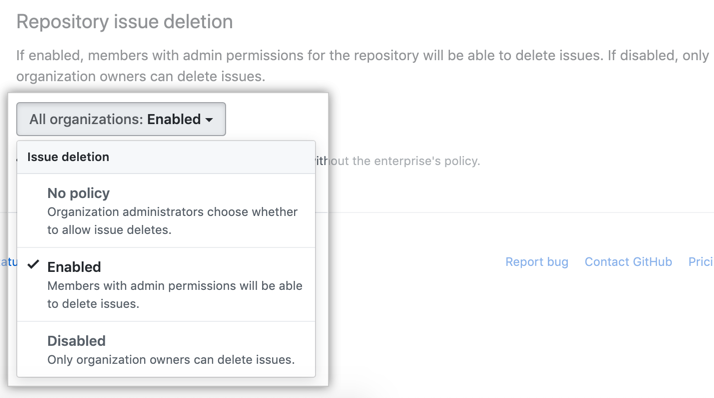 Repository issue deletion
If enabled, members with admin permissions for the repository will be able to delete issues. If disabled, only
organization owners can delete issues.
All organizations: Enabled
Issue deletion
without the enterprise's policy.
No policy
Organization administrators choose whether
to allow issue deletes.
Enabled
Members with admin permissions will be able
to delete issues.
Report bug Contact GitHub
Disabled
Only organization owners can delete issues.